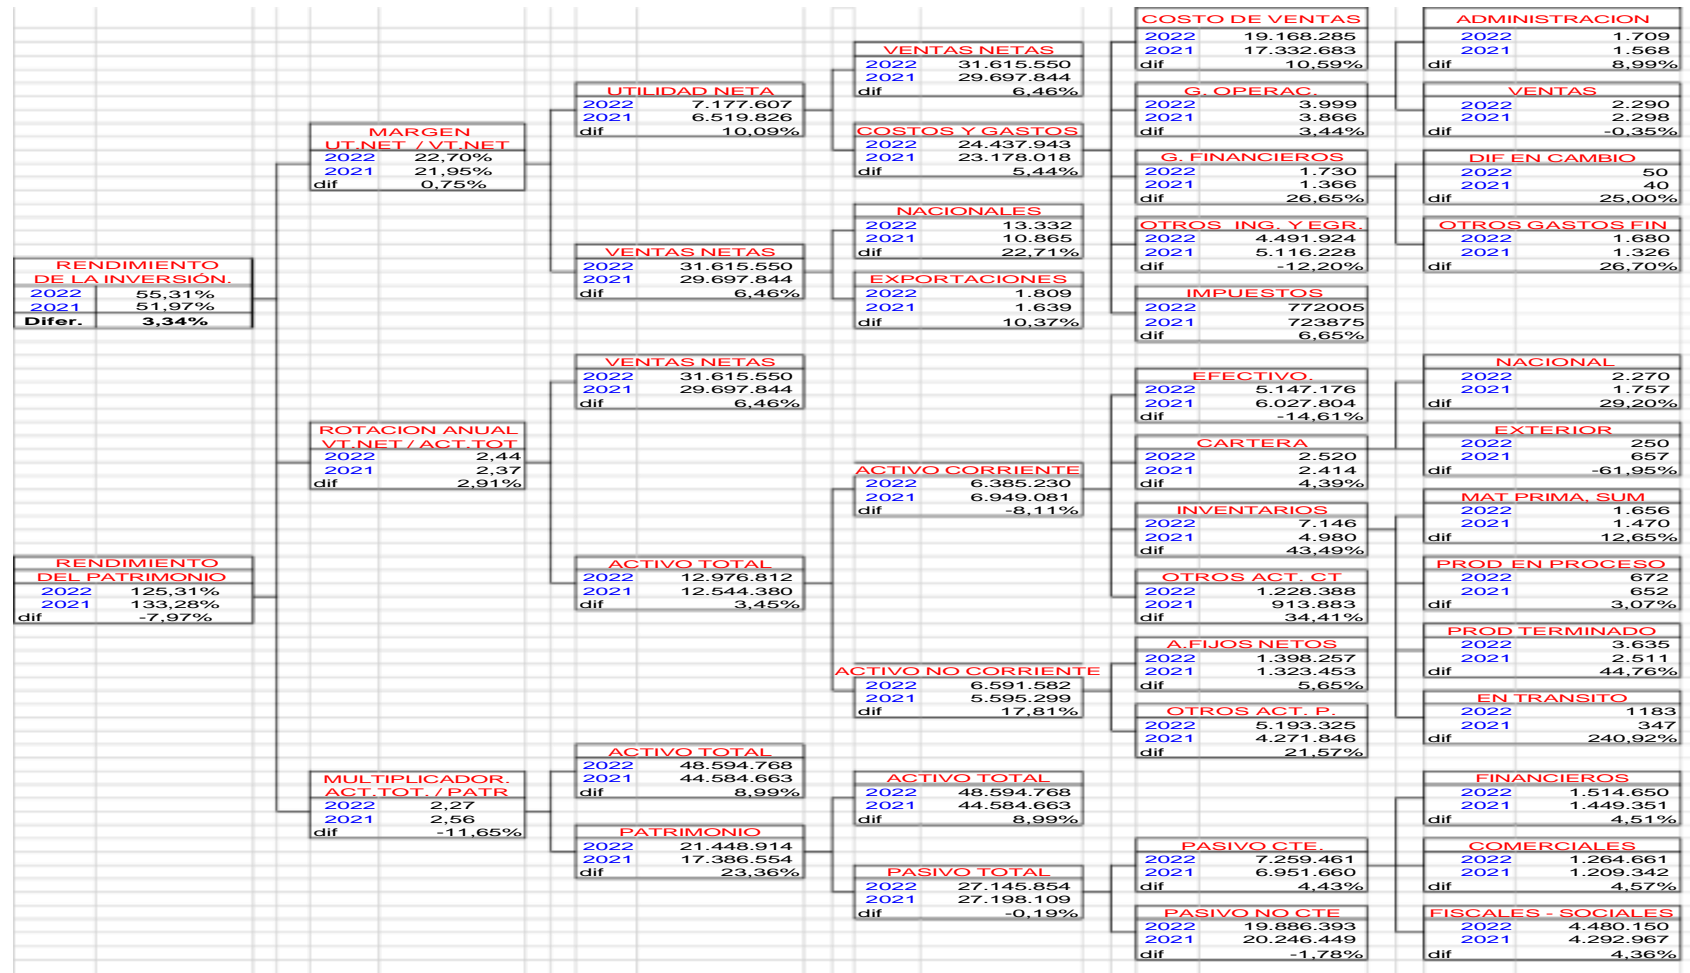 RENDIMIENTO
DE LA INVERSIÓN.
2022 55,31%
2021 51,97%
Difer. 3,34%
RENDIMIENTO
DEL PATRIMONIO
2022 125,31%
2021 133,28%
dif -7,97%
MARGEN
UT.NET / VT.NET
2022 22,70%
2021 21,95%
dif 0,75%
ROTACION ANUAL
VT.NET / ACT.TOT
2022 2,44
2021 2,37
dif 2,91%
MULTIPLICADOR.
ACT.TOT. / PATR
2022 2,27
2021 2,56
dif -11,65%
UTILIDAD NETA
2022 7.177.607
2021 6.519.826
dif 10,09%
VENTAS NETAS
2022 31.615.550
2021 29.697.844
dif 6,46%
VENTAS NETAS
2022 31.615.550
2021 29.697.844
dif 6,46%
ACTIVO TOTAL
2022 12.976.812
2021 12.544.380
dif 3,45%
ACTIVO TOTAL
2022 48.594.768
2021 44.584.663
dif 8,99%
PATRIMONIO
2022 21.448.914
2021 17.386.554
dif 23,36%
VENTAS NETAS
2022 31.615.550
2021 29.697.844
dif 6,46%
COSTOS Y GASTOS
2022 24.437.943
2021 23.178.018
dif 5,44%
NACIONALES
2022 13.332
2021 10.865
dif 22,71%
EXPORTACIONES
2022 1.809
2021 1.639
dif 10,37%
ACTIVO CORRIENTE
2022 6.385.230
2021 6.949.081
dif -8,11%
ACTIVO NO CORRIENTE
2022 6.591.582
2021 5.595.299
dif 17,81%
ACTIVO TOTAL
2022 48.594.768
2021 44.584.663
dif 8,99%
PASIVO TOTAL
2022 27.145.854
2021 27.198.109
dif -0,19%
COSTO DE VENTAS
2022 19.168.285
2021 17.332.683
dif 10,59%
G. OPERAC.
2022 3.999
2021 3.866
dif 3,44%
G. FINANCIEROS
2022 1.730
2021 1.366
dif 26,65%
OTROS ING. Y EGR.
2022 4.491.924
2021 5.116.228
dif -12,20%
IMPUESTOS
2022 772005
2021 723875
dif 6,65%
EFECTIVO.
2022 5.147.176
2021 6.027.804
dif -14,61%
CARTERA
2022 2.520
2021 2.414
dif 4,39%
INVENTARIOS
2022 7.146
2021 4.980
dif 43,49%
OTROS ACT. CT
2022 1.228.388
2021 913.883
dif 34,41%
A.FIJOS NETOS
2022 1.398.257
2021 1.323.453
dif 5,65%
OTROS ACT. P.
2022 5.193.325
2021 4.271.846
dif 21,57%
PASIVO CTE.
2022 7.259.461
2021 6.951.660
dif 4,43%
PASIVO NO CTE
2022 19.886.393
2021 20.246.449
dif -1,78%
ADMINISTRACION
2022 1.709
2021 1.568
dif 8,99%
VENTAS
2022 2.290
2021 2.298
dif -0,35%
DIF EN CAMBIO
2022 50
2021 40
dif 25,00%
OTROS GASTOS FIN
2022 1.680
2021 1.326
dif 26,70%
NACIONAL
2022 2.270
2021 1.757
dif 29,20%
EXTERIOR
2022 250
2021 657
dif -61,95%
MAT PRIMA, SUM
2022 1.656
2021 1.470
dif 12,65%
PROD EN PROCESO
2022 672
2021 652
dif 3,07%
PROD TERMINADO
2022 3.635
2021 2.511
dif 44,76%
EN TRANSITO
2022 1183
2021 347
dif 240,92%
FINANCIEROS
2022 1.514.650
2021 1.449.351
dif 4,51%
COMERCIALES
2022 1.264.661
2021 1.209.342
dif 4,57%
FISCALES - SOCIALES
2022 4.480.150
2021 4.292.967
dif 4,36%